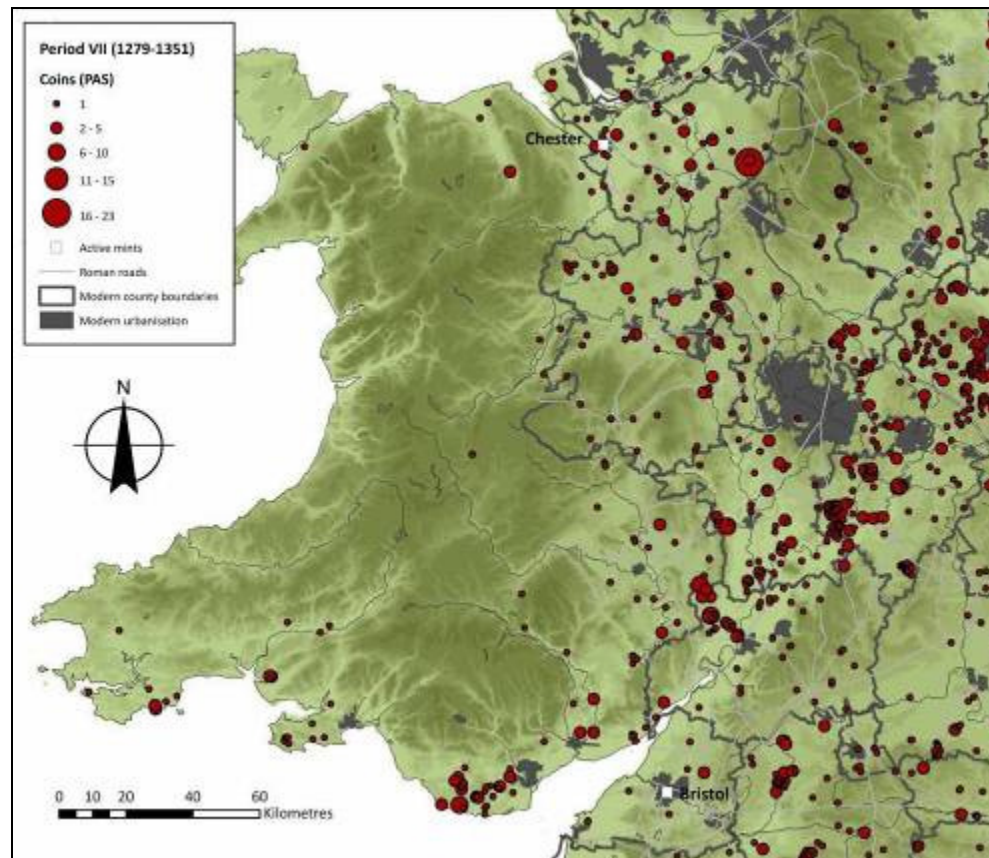 Period VII (1279-1351)
Coins (PAS)
1
2 - 5
6 - 10
11 - 15
16 - 23
Active mints
Roman roads
Modern county boundaries
Modern urbanisation
Chester
N
Bristol
0 10 20 40 60
Kilometres